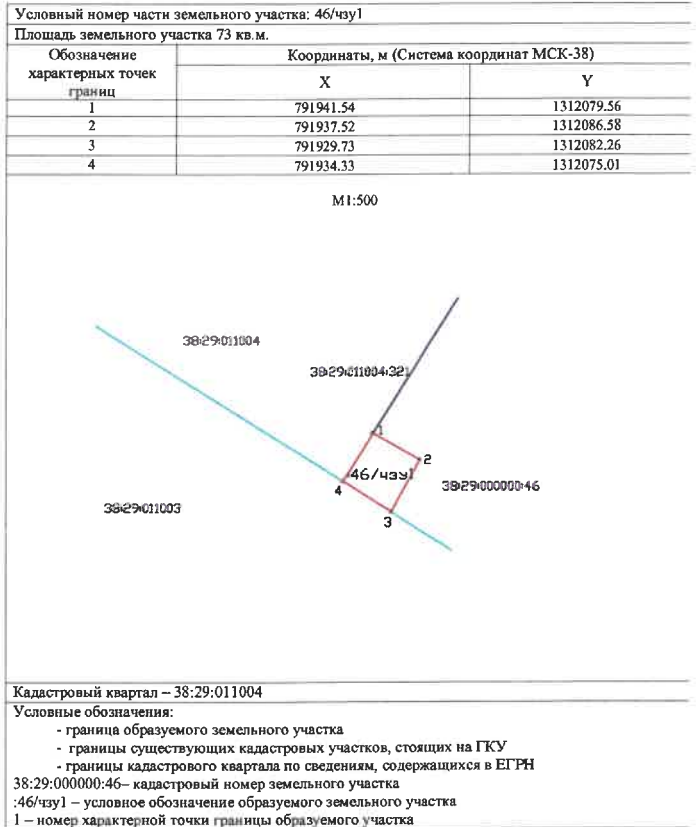 Условный номер части земельного участка: 46/чзу1
Площадь земельного участка 73 кв.м.
Обозначение характерных точек границ
Координаты, м (Система координат МСК-38)
X Y
1 791941.54 1312079.56
2 791937.52 1312086.58
3 791929.73 1312082.26
4 791934.33 1312075.01
М1:500
38:29:011004
38:29:011004:321
1
2
:46/чзу1
38:29:000000:46
4
38:29:011003
3
Кадастровый квартал – 38:29:011004
Условные обозначения:
- граница образуемого земельного участка
- границы существующих кадастровых участков, стоящих на ГКУ
- границы кадастрового квартала по сведениям, содержащихся в ЕГРН
38:29:000000:46– кадастровый номер земельного участка
:46/чзу1 – условное обозначение образуемого земельного участка
1 – номер характерной точки границы образуемого участка